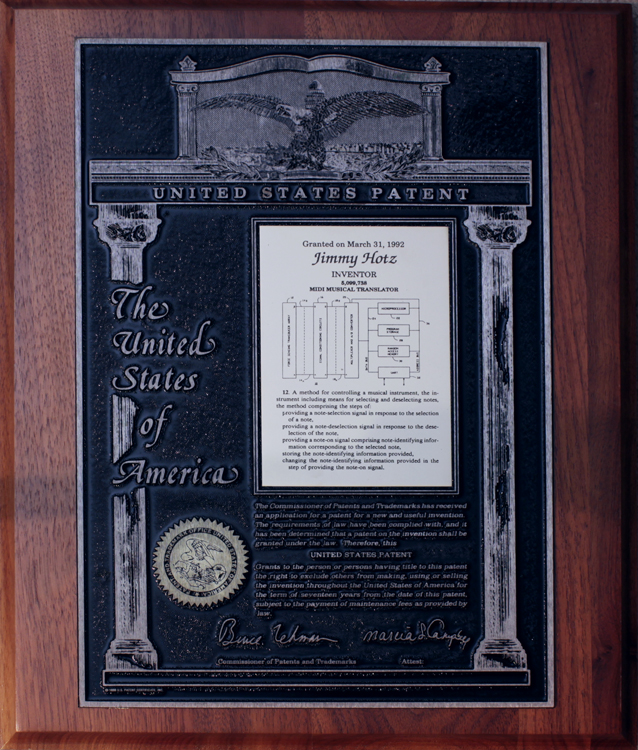 UNITED STATES PATENT
The
United
States
of
America
Granted on March 31, 1992
Jimmy Hotz
INVENTOR
5,099,738
MIDI MUSICAL TRANSLATOR
12. A method for controlling a musical instrument, the in-
strument including means for selecting and deselecting notes,
the method comprising the steps of:
providing a note-selection signal in response to the selection
of a note,
providing a note-deselection signal in response to the dese-
lection of the note,
providing a note-on signal comprising note-identifying infor-
mation corresponding to the selected note,
storing the note-identifying information provided,
changing the note-identifying information provided in the
step of providing the note-on signal.
The Commissioner of Patents and Trademarks has received
an application for a patent for a new and useful invention.
The requirements of law have been complied with, and it
has been determined that a patent on the invention shall be
granted under the law. Therefore, this
UNITED STATES PATENT
Grants to the person or persons having title to this patent
the right to exclude others from making, using or selling
the invention throughout the United States of America for
the term of seventeen years from the date of this patent,
subject to the payment of maintenance fees as provided by
law.
Bruce Lehman
Commissioner of Patents and Trademarks
Attest: